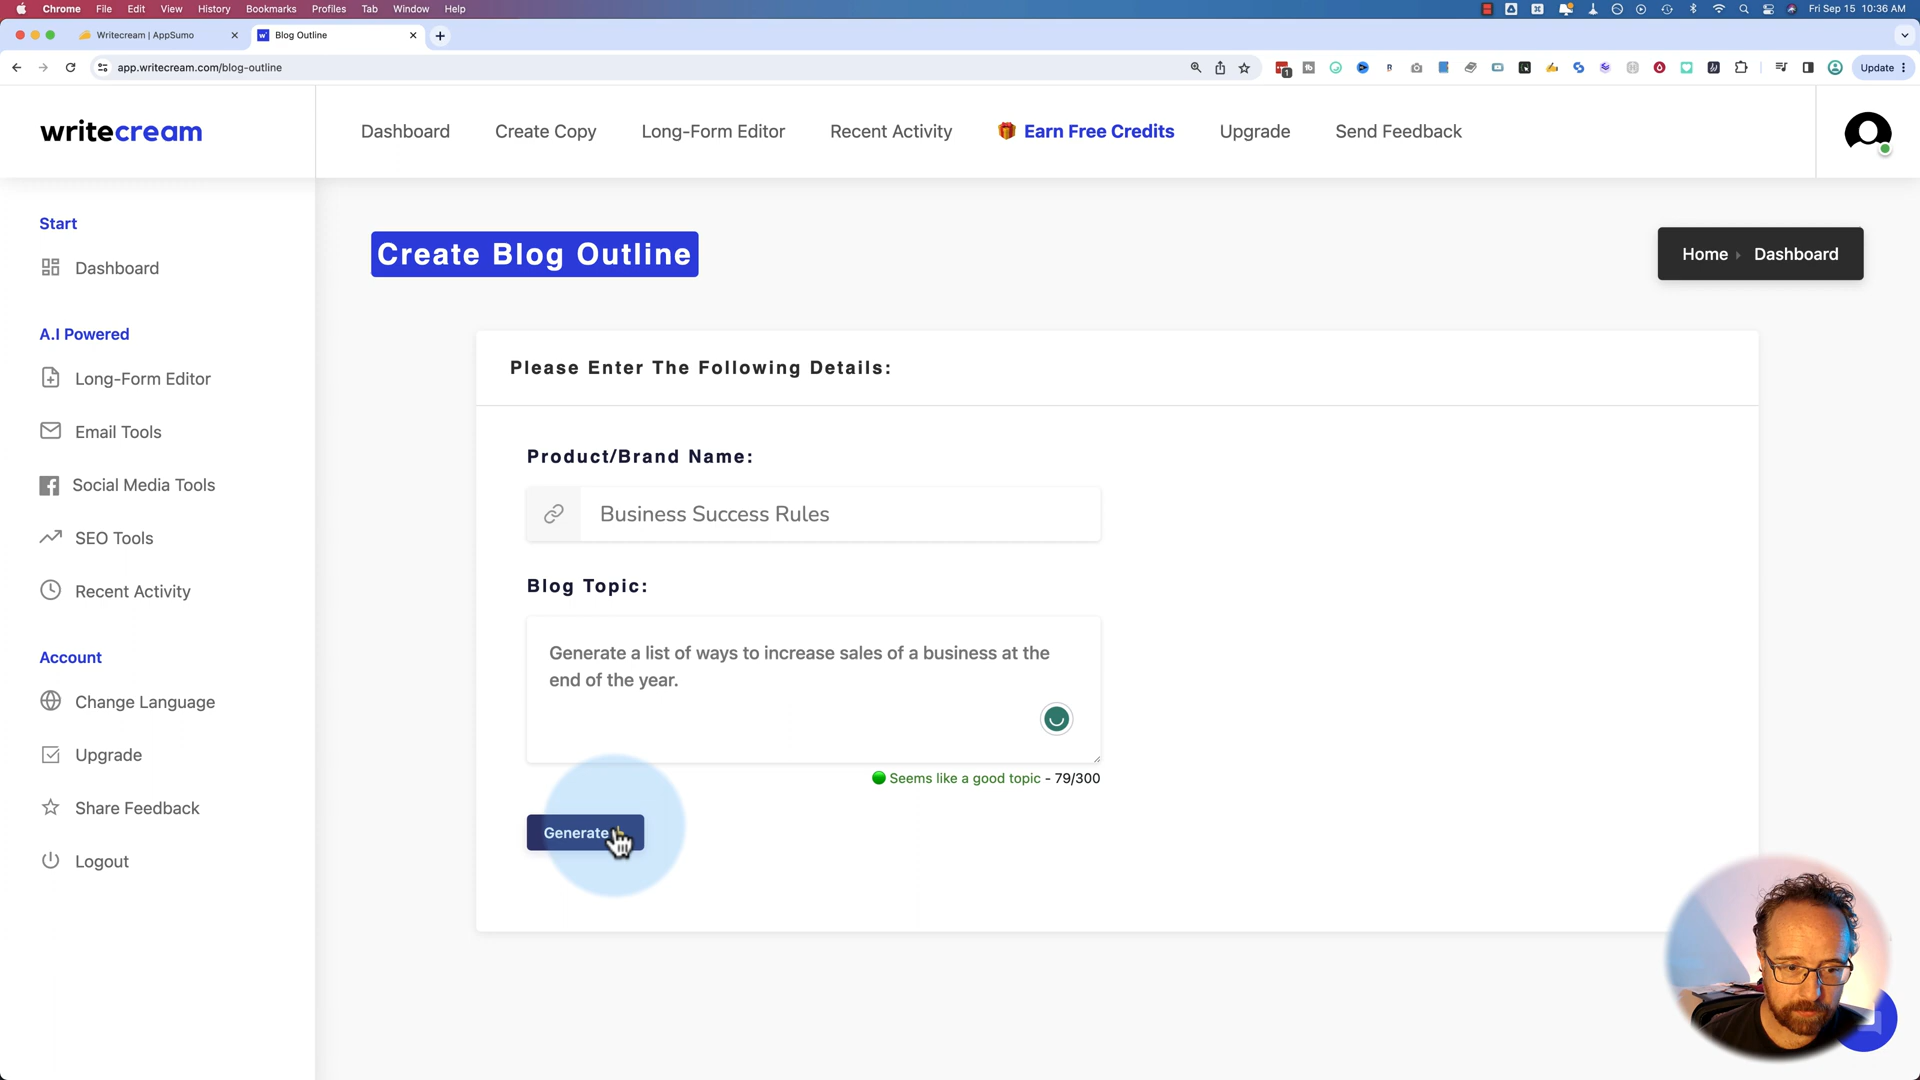 Chrome File Edit View History Bookmarks Profiles Tab Window Help Fri Sep 15 10:36 AM
Writecream | AppSumo Blog Outline
app.writecream.com/blog-outline Update
writecream Dashboard Create Copy Long-Form Editor Recent Activity Earn Free Credits Upgrade Send Feedback
Start
Dashboard
A.I Powered
Long-Form Editor
Email Tools
Social Media Tools
SEO Tools
Recent Activity
Account
Change Language
Upgrade
Share Feedback
Logout
Create Blog Outline
Home Dashboard
Please Enter The Following Details:
Product/Brand Name:
Business Success Rules
Blog Topic:
Generate a list of ways to increase sales of a business at the
end of the year.
Seems like a good topic - 79/300
Generate